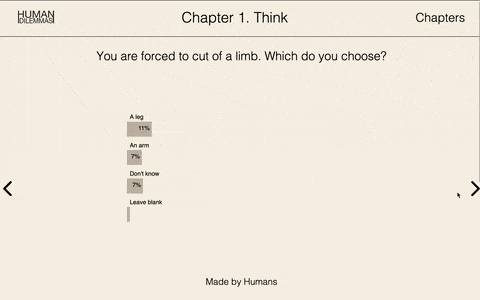 HUMAN
DILEMMAS
Chapter 1. Think
Chapters
You are forced to cut of a limb. Which do you choose?
A leg
11%
An arm
7%
Don't know
7%
Leave blank
Made by Humans